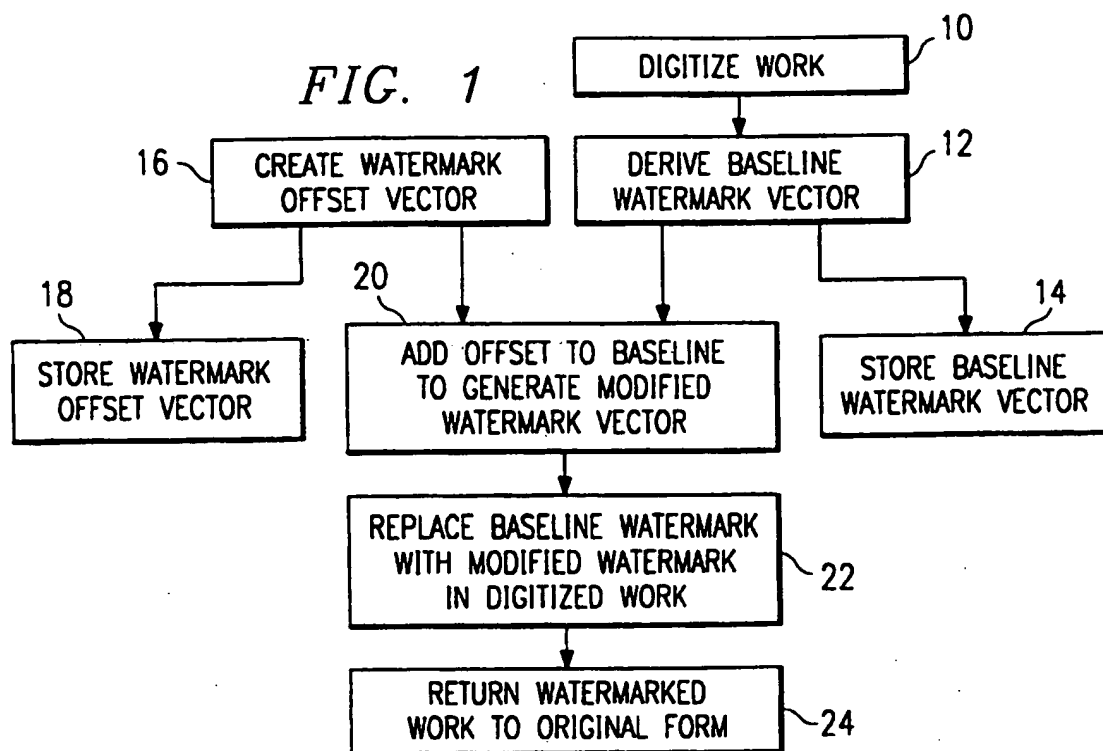 FIG. 1
10
DIGITIZE WORK
16
CREATE WATERMARK
OFFSET VECTOR
12
DERIVE BASELINE
WATERMARK VECTOR
18
STORE WATERMARK
OFFSET VECTOR
20
ADD OFFSET TO BASELINE
TO GENERATE MODIFIED
WATERMARK VECTOR
14
STORE BASELINE
WATERMARK VECTOR
REPLACE BASELINE WATERMARK
WITH MODIFIED WATERMARK
IN DIGITIZED WORK
22
RETURN WATERMARKED
WORK TO ORIGINAL FORM
24